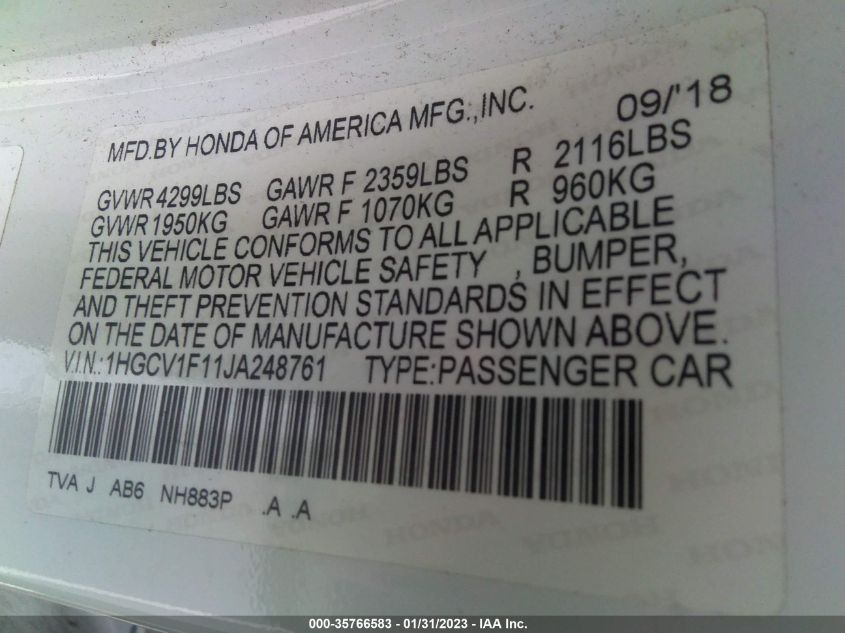 MFD.BY HONDA OF AMERICA MFG.,INC. 09/'18
GVWR 4299LBS GAWR F 2359LBS R 2116LBS
GVWR 1950KG GAWR F 1070KG R 960KG
THIS VEHICLE CONFORMS TO ALL APPLICABLE
FEDERAL MOTOR VEHICLE SAFETY , BUMPER,
AND THEFT PREVENTION STANDARDS IN EFFECT
ON THE DATE OF MANUFACTURE SHOWN ABOVE.
V.I.N.:1HGCV1F11JA248761 TYPE:PASSENGER CAR
TVA J AB6 NH883P .A .A
HONDA HONDA HONDA
000-35766583 - 01/31/2023 - IAA Inc.